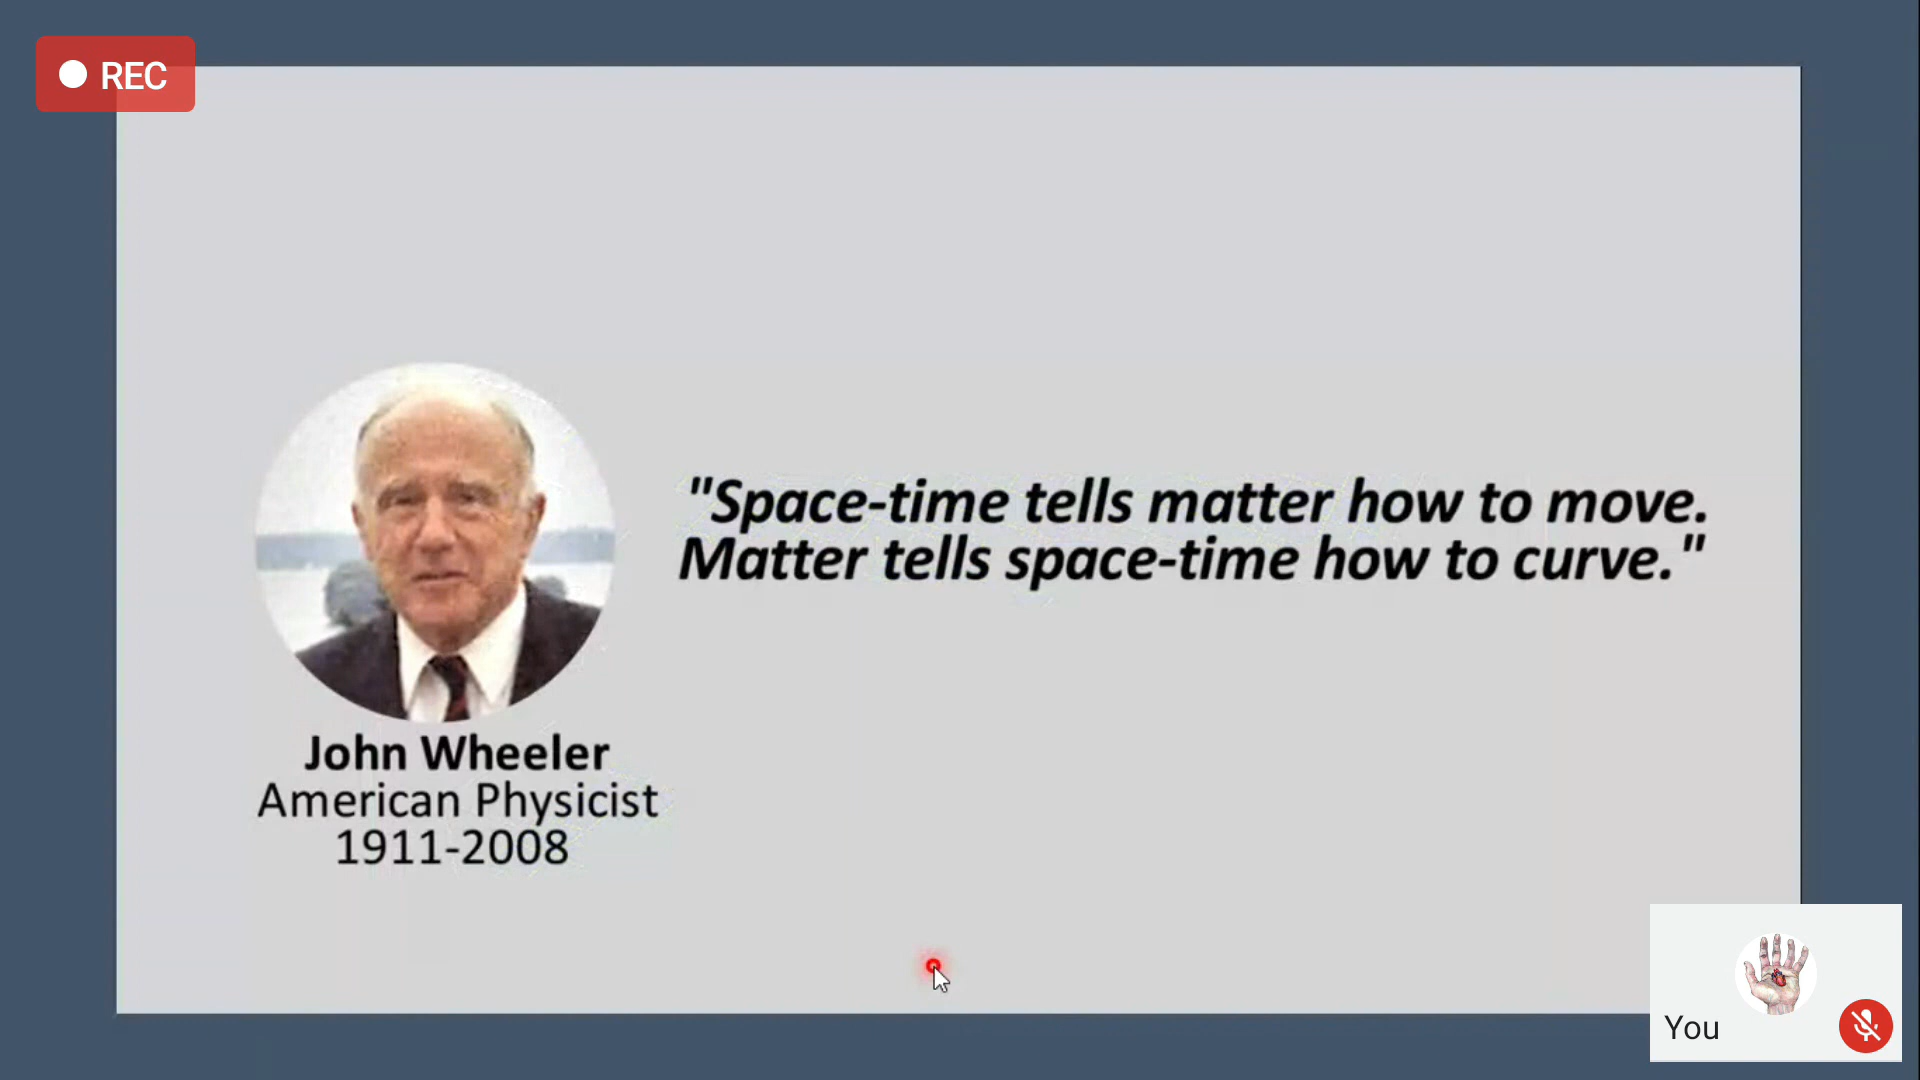 REC
"Space-time tells matter how to move.
Matter tells space-time how to curve."
John Wheeler
American Physicist
1911-2008
You